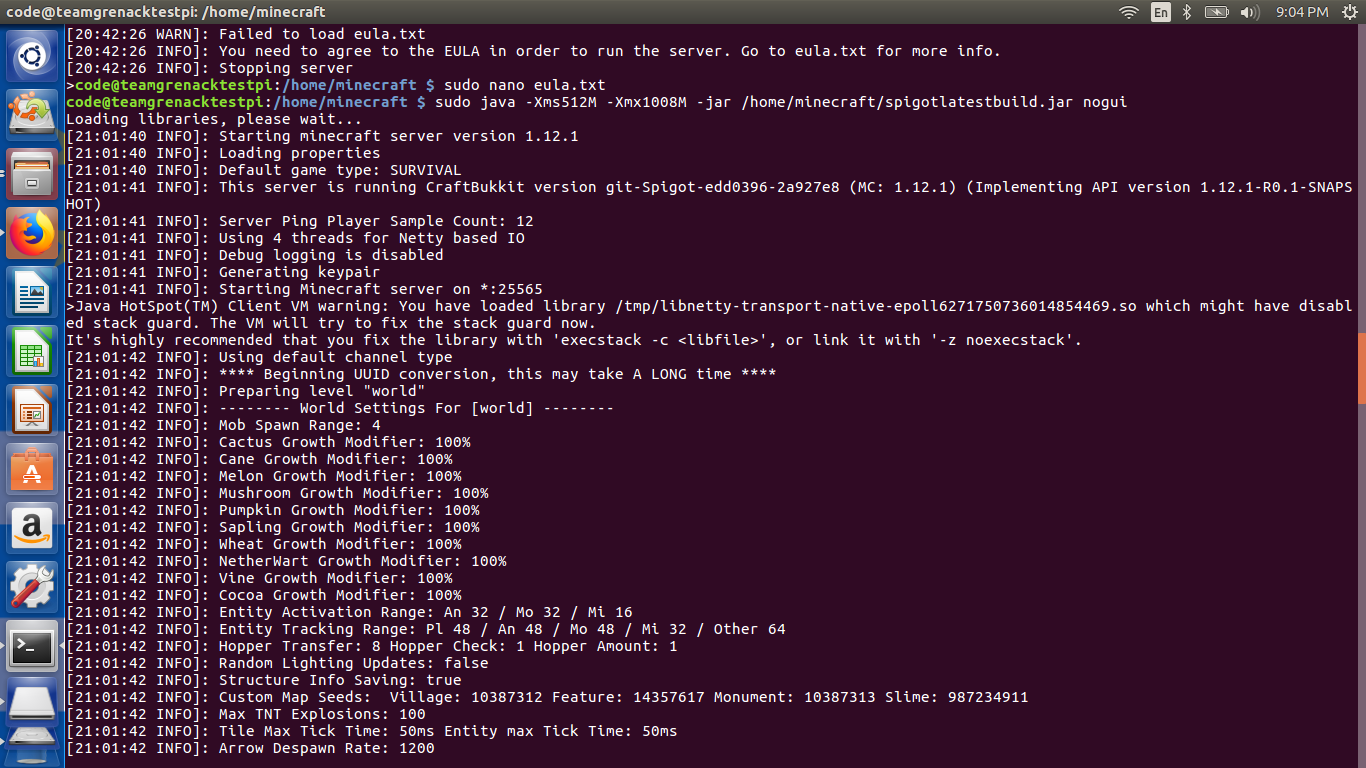 code@teamgrenacktestpi: /home/minecraft
En
9:04 PM
[20:42:26 WARN]: Failed to load eula.txt
[20:42:26 INFO]: You need to agree to the EULA in order to run the server. Go to eula.txt for more info.
[20:42:26 INFO]: Stopping server
>code@teamgrenacktestpi:/home/minecraft $ sudo nano eula.txt
code@teamgrenacktestpi:/home/minecraft $ sudo java -Xms512M -Xmx1008M -jar /home/minecraft/spigotlatestbuild.jar nogui
Loading libraries, please wait...
[21:01:40 INFO]: Starting minecraft server version 1.12.1
[21:01:40 INFO]: Loading properties
[21:01:40 INFO]: Default game type: SURVIVAL
[21:01:41 INFO]: This server is running CraftBukkit version git-Spigot-edd0396-2a927e8 (MC: 1.12.1) (Implementing API version 1.12.1-R0.1-SNAPS
HOT)
[21:01:41 INFO]: Server Ping Player Sample Count: 12
[21:01:41 INFO]: Using 4 threads for Netty based IO
[21:01:41 INFO]: Debug logging is disabled
[21:01:41 INFO]: Generating keypair
[21:01:41 INFO]: Starting Minecraft server on *:25565
>Java HotSpot(TM) Client VM warning: You have loaded library /tmp/libnetty-transport-native-epoll6271750736014854469.so which might have disabl
ed stack guard. The VM will try to fix the stack guard now.
It's highly recommended that you fix the library with 'execstack -c <libfile>', or link it with '-z noexecstack'.
[21:01:42 INFO]: Using default channel type
[21:01:42 INFO]: **** Beginning UUID conversion, this may take A LONG time ****
[21:01:42 INFO]: Preparing level "world"
[21:01:42 INFO]: -------- World Settings For [world] --------
[21:01:42 INFO]: Mob Spawn Range: 4
[21:01:42 INFO]: Cactus Growth Modifier: 100%
[21:01:42 INFO]: Cane Growth Modifier: 100%
[21:01:42 INFO]: Melon Growth Modifier: 100%
[21:01:42 INFO]: Mushroom Growth Modifier: 100%
[21:01:42 INFO]: Pumpkin Growth Modifier: 100%
[21:01:42 INFO]: Sapling Growth Modifier: 100%
[21:01:42 INFO]: Wheat Growth Modifier: 100%
[21:01:42 INFO]: NetherWart Growth Modifier: 100%
[21:01:42 INFO]: Vine Growth Modifier: 100%
[21:01:42 INFO]: Cocoa Growth Modifier: 100%
[21:01:42 INFO]: Entity Activation Range: An 32 / Mo 32 / Mi 16
[21:01:42 INFO]: Entity Tracking Range: Pl 48 / An 48 / Mo 48 / Mi 32 / Other 64
[21:01:42 INFO]: Hopper Transfer: 8 Hopper Check: 1 Hopper Amount: 1
[21:01:42 INFO]: Random Lighting Updates: false
[21:01:42 INFO]: Structure Info Saving: true
[21:01:42 INFO]: Custom Map Seeds:  Village: 10387312 Feature: 14357617 Monument: 10387313 Slime: 987234911
[21:01:42 INFO]: Max TNT Explosions: 100
[21:01:42 INFO]: Tile Max Tick Time: 50ms Entity max Tick Time: 50ms
[21:01:42 INFO]: Arrow Despawn Rate: 1200